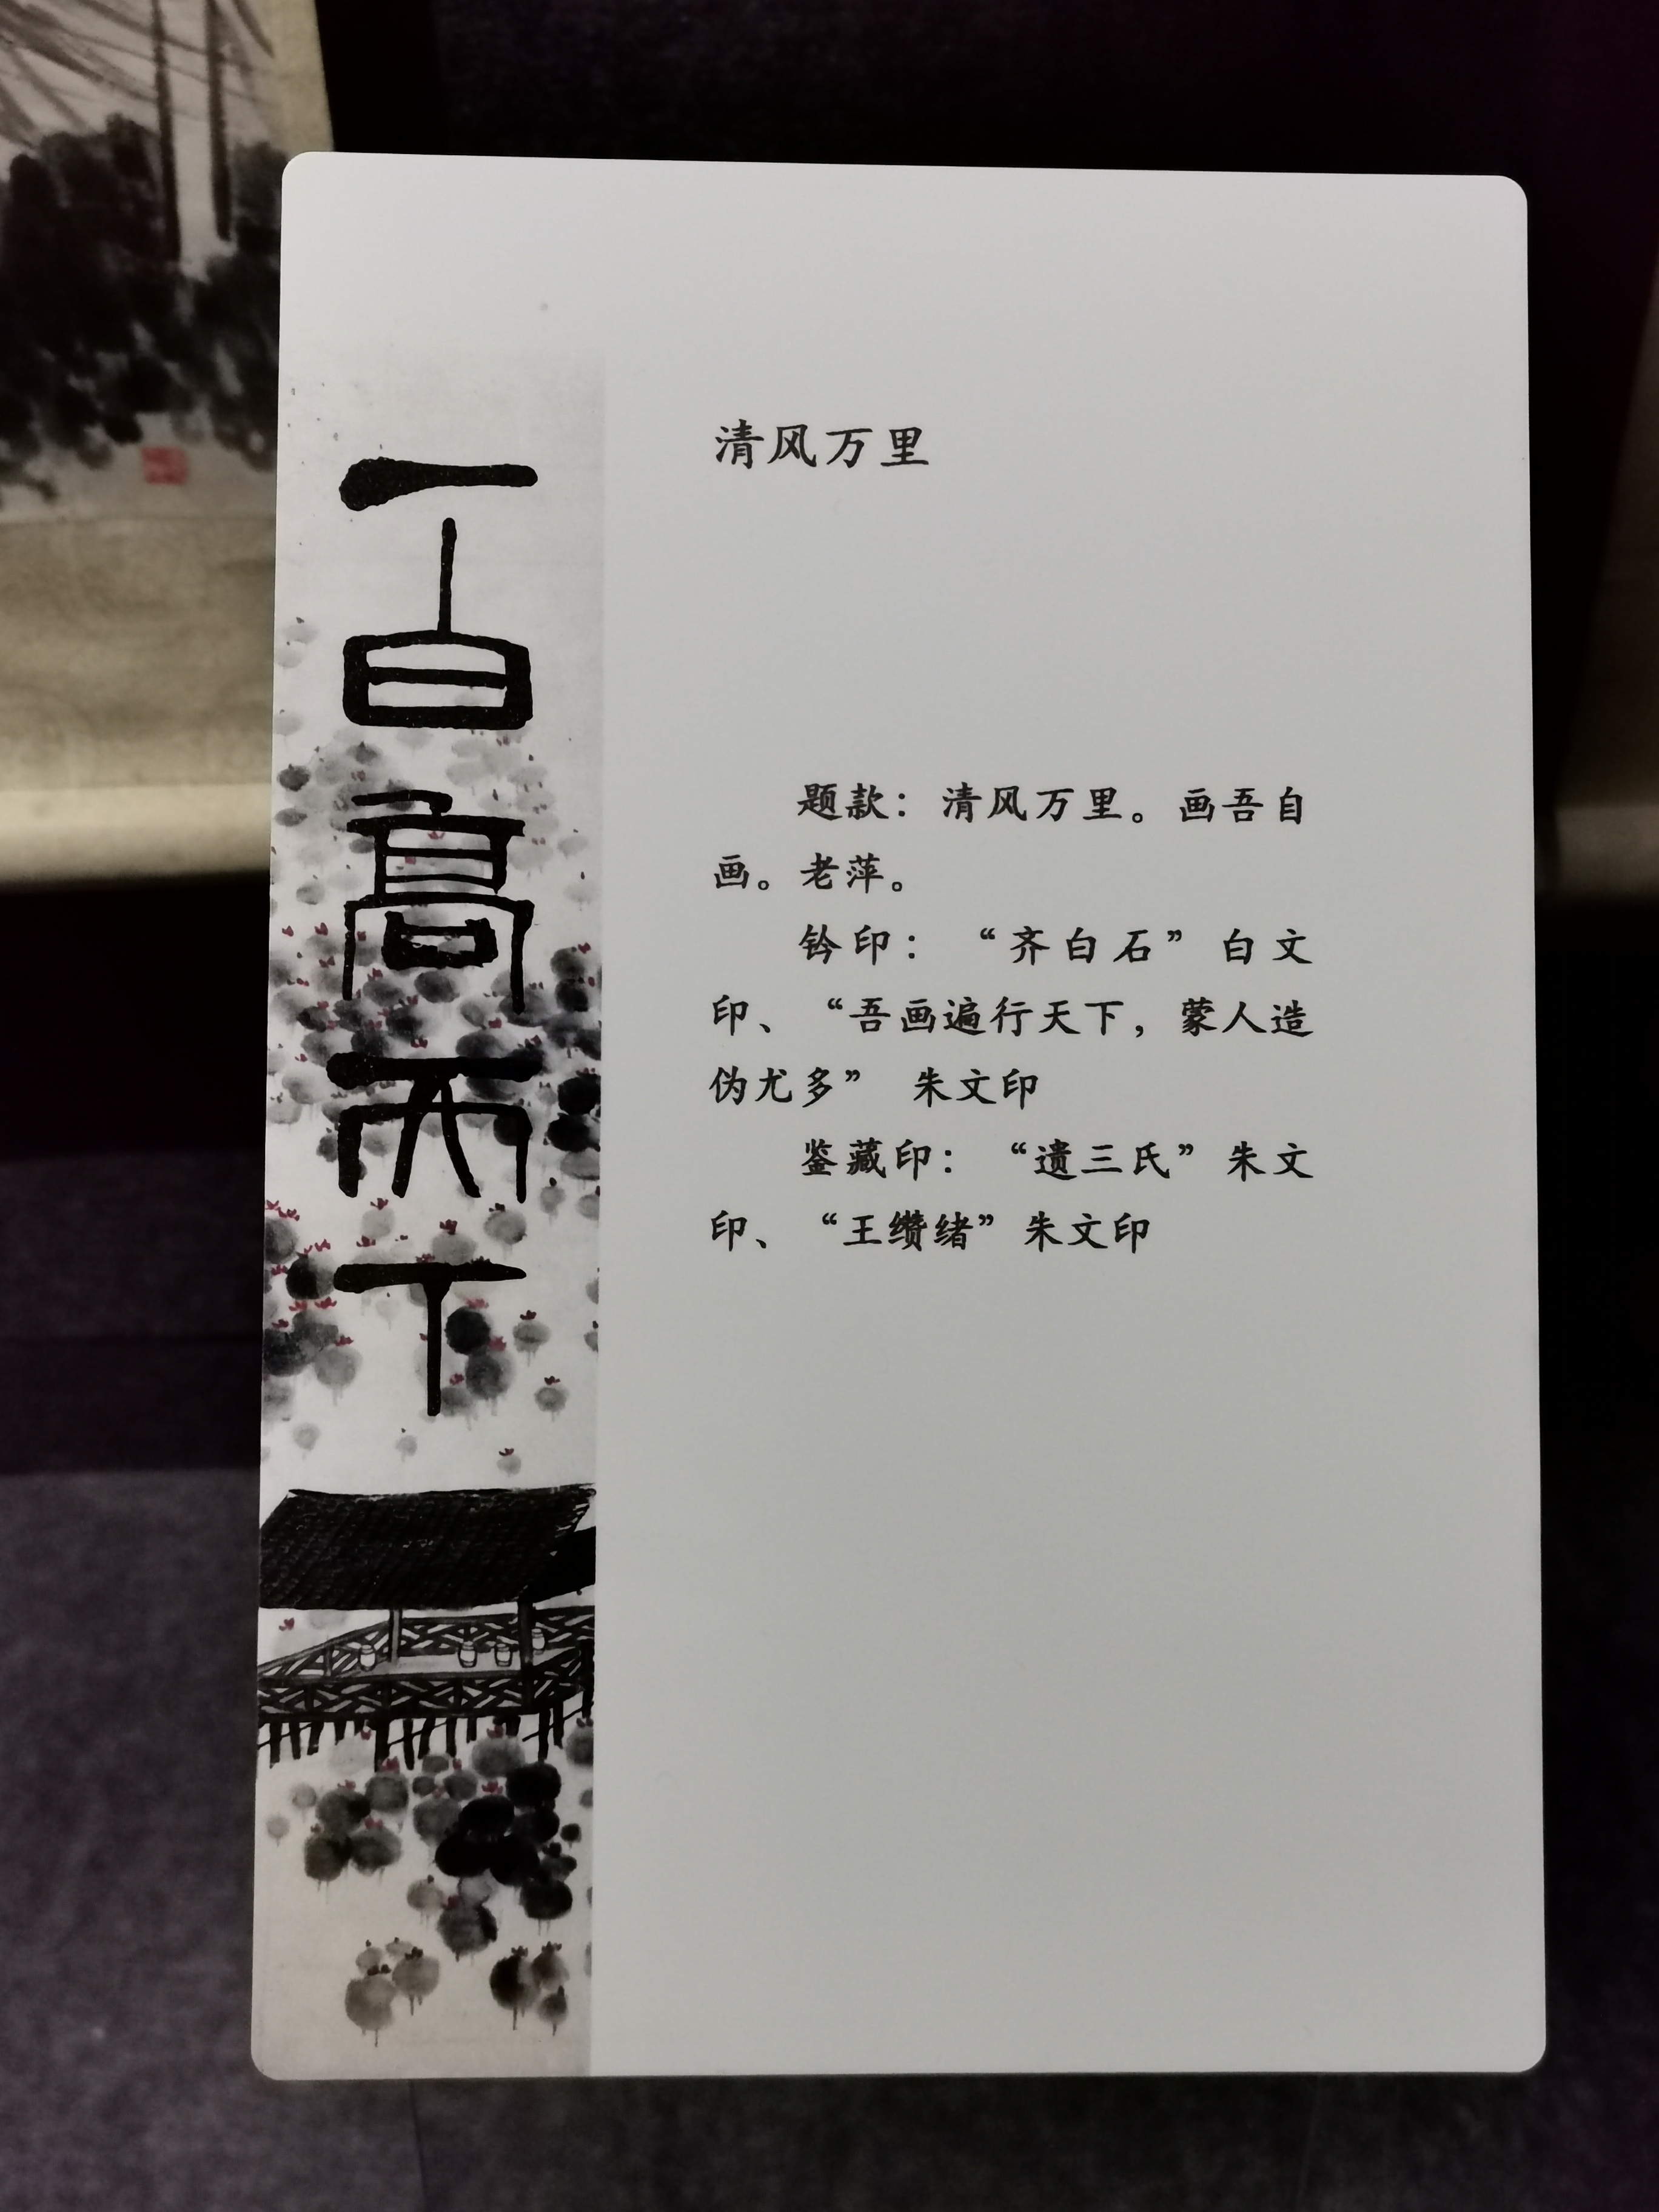 一白高天下
清风万里
题款：清风万里。画吾自
画。老萍。
钤印：“齐白石”白文
印、“吾画遍行天下，蒙人造
伪尤多” 朱文印
鉴藏印：“遗三氏”朱文
印、“王缵绪”朱文印